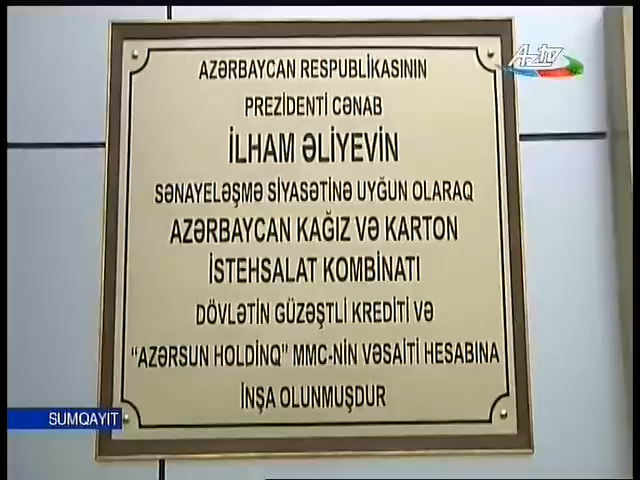 AZƏRBAYCAN RESPUBLİKASININ
PREZİDENTİ CƏNAB
İLHAM ƏLİYEVİN
SƏNAYELƏŞMƏ SİYASƏTİNƏ UYĞUN OLARAQ
AZƏRBAYCAN KAĞIZ VƏ KARTON
İSTEHSALAT KOMBİNATI
DÖVLƏTİN GÜZƏŞTLİ KREDİTİ VƏ
“AZƏRSUN HOLDİNQ” MMC-NİN VƏSAİTİ HESABINA
İNŞA OLUNMUŞDUR
AzTV
SUMQAYIT